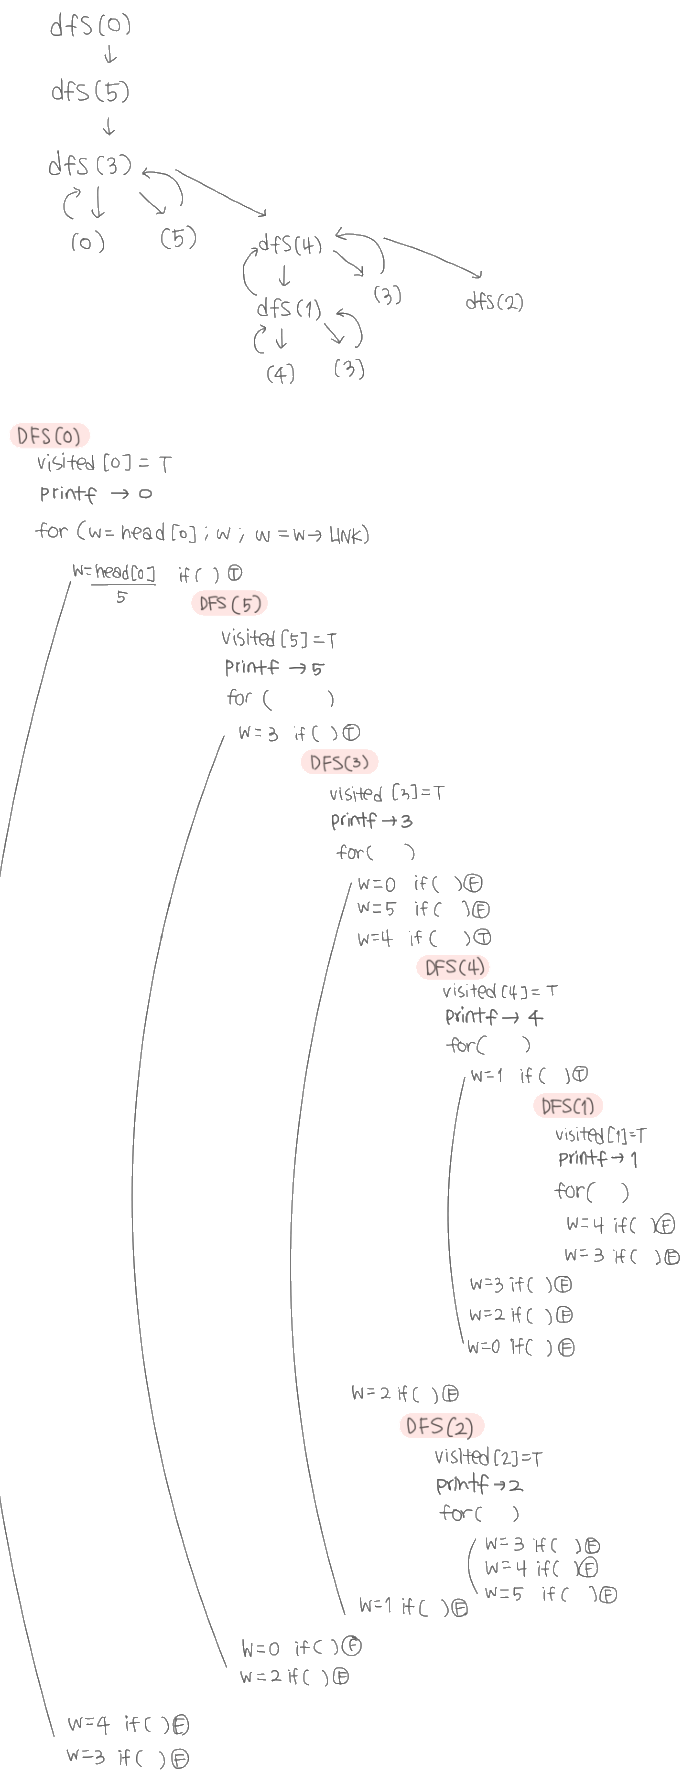 dfs(0)
↓
dfs(5)
↓
dfs(3)
(0) (5)
dfs(4)
(3)
dfs(2)
dfs(1)
(4) (3)
DFS(0)
visited[0] = T
printf → 0
for (w=head[0]; w; w=w→LINK)
w=head[0] if( ) Ⓣ
5
DFS(5)
visited[5]=T
printf → 5
for ( )
w=3 if( ) Ⓣ
DFS(3)
visited [3]=T
printf → 3
for( )
w=0 if( ) Ⓕ
w=5 if( ) Ⓕ
w=4 if( ) Ⓣ
DFS(4)
visited[4]= T
printf → 4
for( )
w=1 if( ) Ⓣ
DFS(1)
visited[1]=T
printf → 1
for( )
w=4 if( ) Ⓕ
w=3 if( ) Ⓕ
w=3 if( ) Ⓕ
w=2 if( ) Ⓕ
w=0 if( ) Ⓕ
w=2 if( ) Ⓕ
DFS(2)
visited[2]=T
printf → 2
for( )
w=3 if( ) Ⓕ
w=4 if( ) Ⓕ
w=5 if( ) Ⓕ
w=1 if( ) Ⓕ
w=0 if( ) Ⓕ
w=2 if( ) Ⓕ
w=4 if( ) Ⓕ
w=3 if( ) Ⓕ